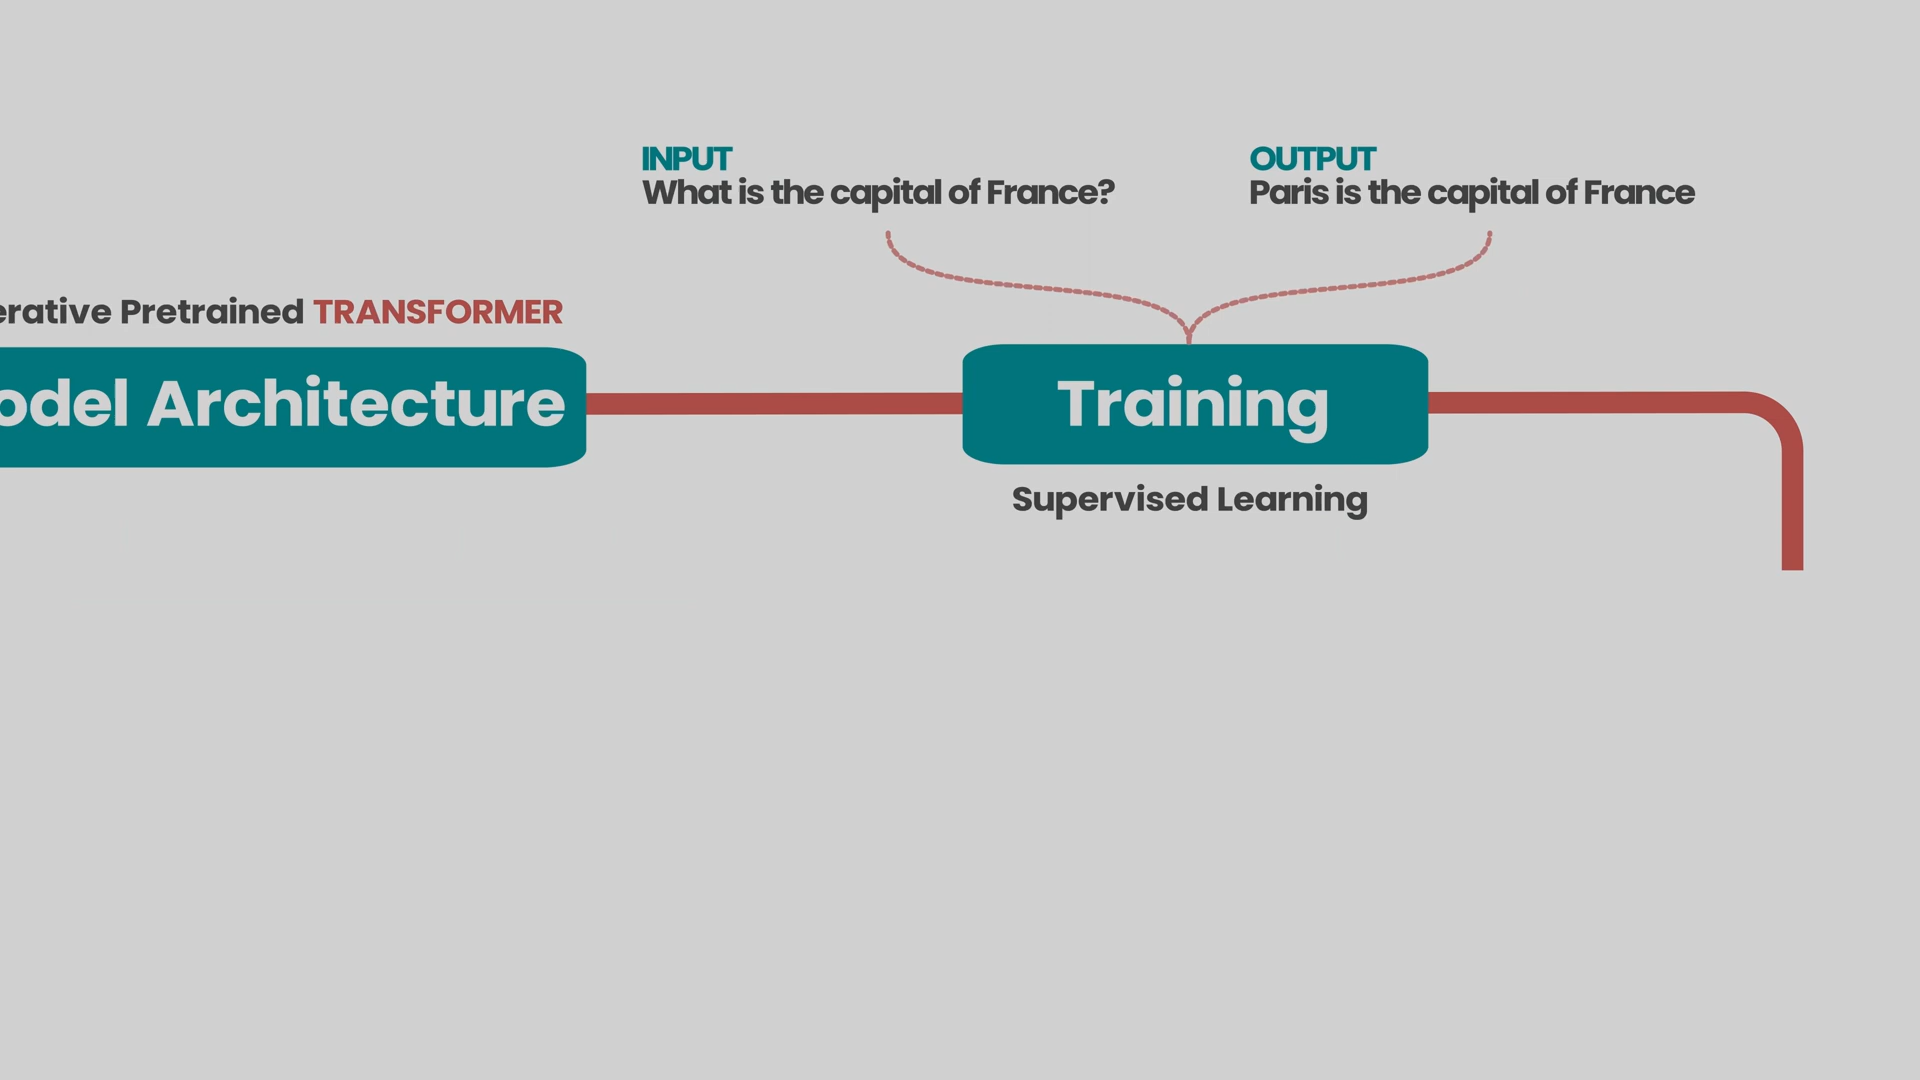 INPUT
What is the capital of France?
OUTPUT
Paris is the capital of France
erative Pretrained TRANSFORMER
odel Architecture
Training
Supervised Learning